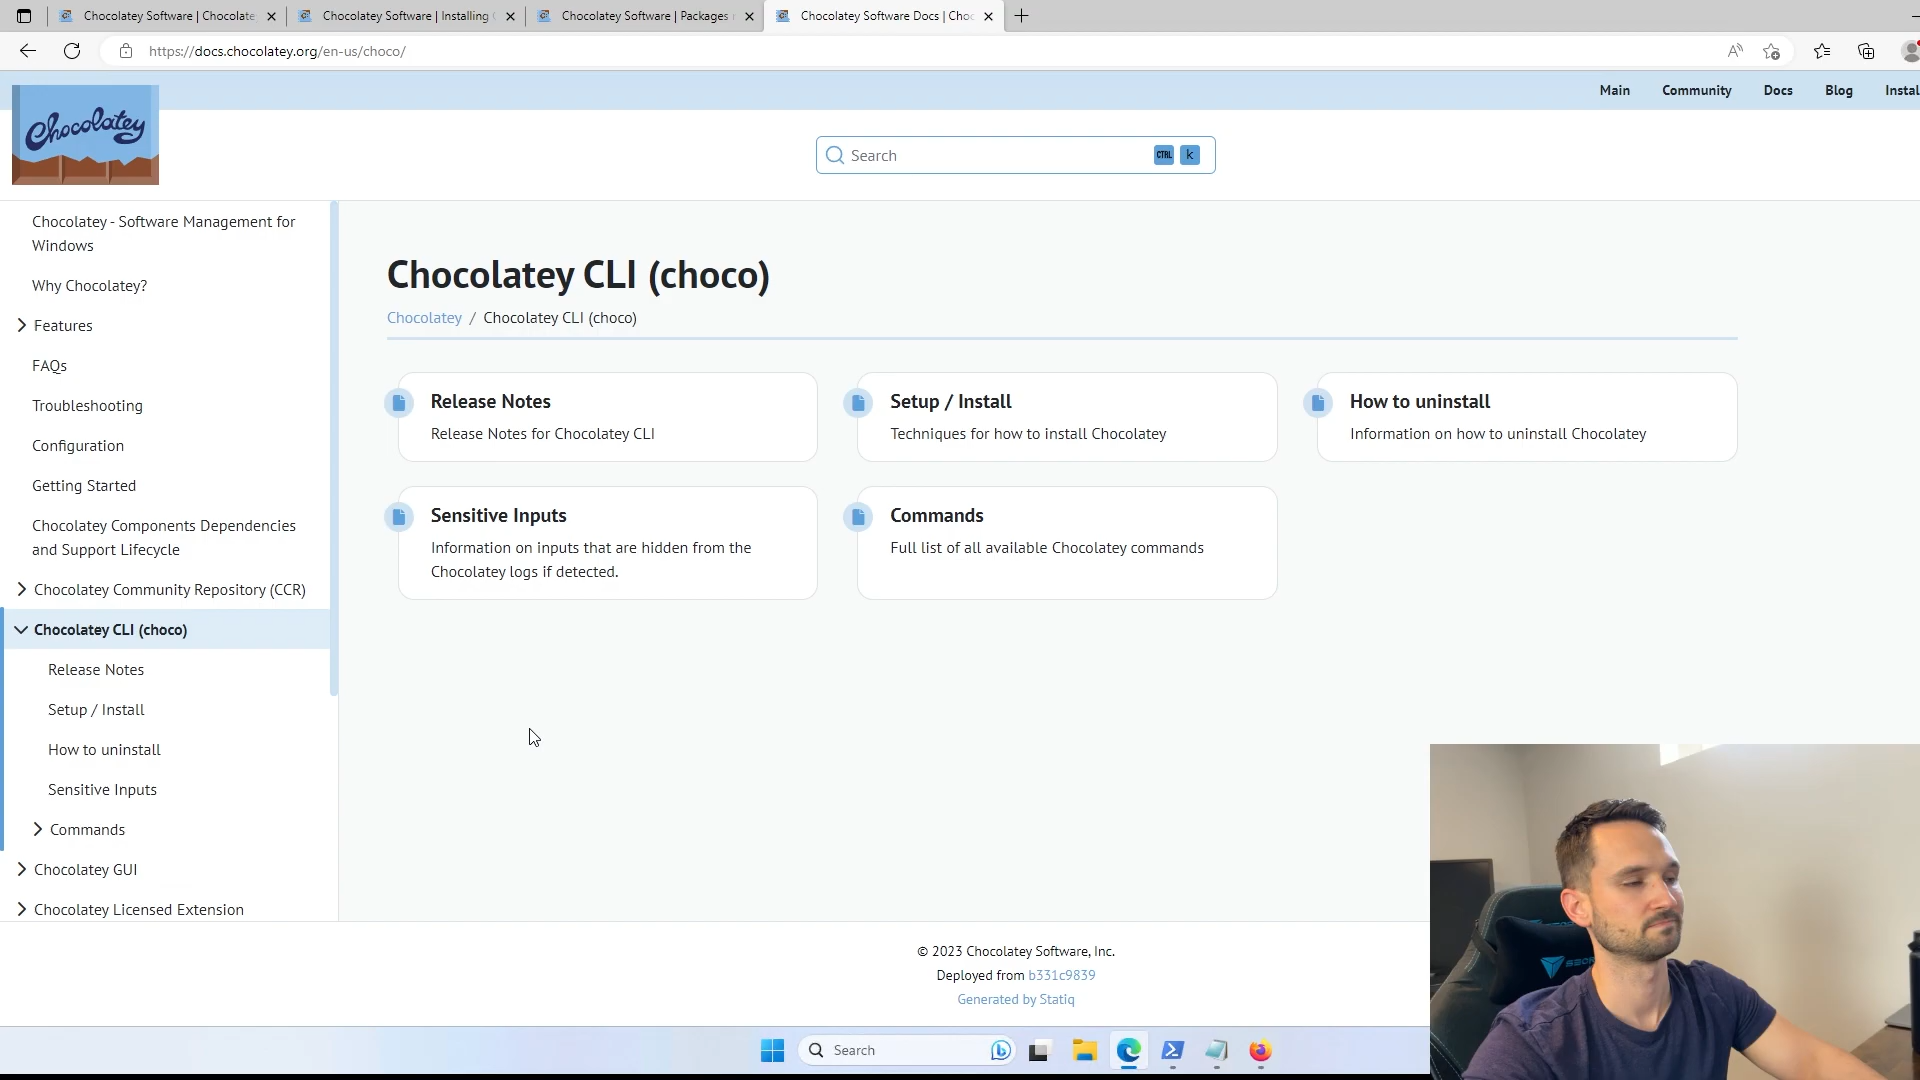 Chocolatey Software | Chocolate
Chocolatey Software | Installing
Chocolatey Software | Packages
Chocolatey Software Docs | Choc
https://docs.chocolatey.org/en-us/choco/
Main
Community
Docs
Blog
Instal
Chocolatey
Search
CTRL
k
Chocolatey - Software Management for
Windows
Why Chocolatey?
Features
FAQs
Troubleshooting
Configuration
Getting Started
Chocolatey Components Dependencies
and Support Lifecycle
Chocolatey Community Repository (CCR)
Chocolatey CLI (choco)
Release Notes
Setup / Install
How to uninstall
Sensitive Inputs
Commands
Chocolatey GUI
Chocolatey Licensed Extension
Chocolatey CLI (choco)
Chocolatey / Chocolatey CLI (choco)
Release Notes
Release Notes for Chocolatey CLI
Setup / Install
Techniques for how to install Chocolatey
How to uninstall
Information on how to uninstall Chocolatey
Sensitive Inputs
Information on inputs that are hidden from the
Chocolatey logs if detected.
Commands
Full list of all available Chocolatey commands
© 2023 Chocolatey Software, Inc.
Deployed from b331c9839
Generated by Statiq
Search